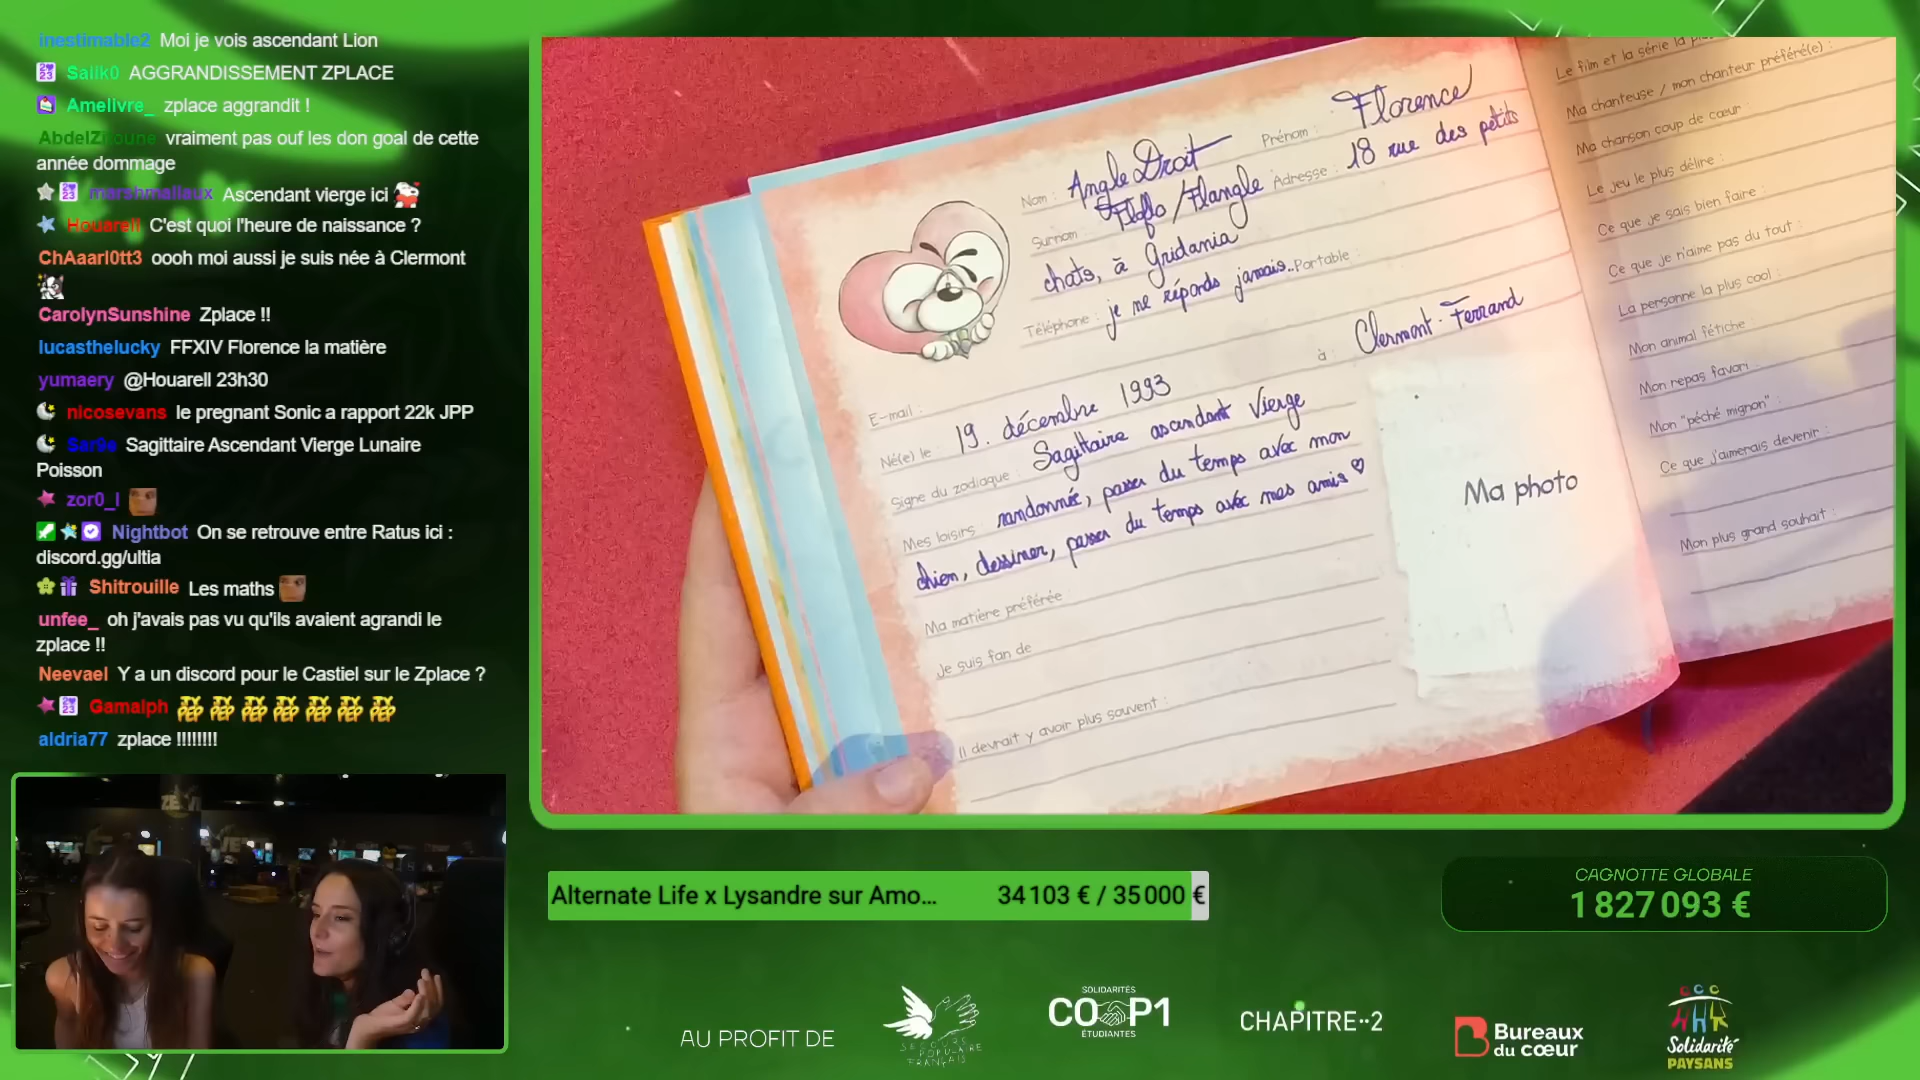 inestimable2 Moi je vois ascendant Lion
Sailk0 AGGRANDISSEMENT ZPLACE
Amelivre_ zplace aggrandit !
AbdelZitoune vraiment pas ouf les don goal de cette
année dommage
marshmallaux Ascendant vierge ici
Houarell C'est quoi l'heure de naissance ?
ChAaarl0tt3 oooh moi aussi je suis née à Clermont
CarolynSunshine Zplace !!
lucasthelucky FFXIV Florence la matière
yumaery @Houarell 23h30
nicosevans le pregnant Sonic a rapport 22k JPP
Sar9e Sagittaire Ascendant Vierge Lunaire
Poisson
zor0_l
Nightbot On se retrouve entre Ratus ici :
discord.gg/ultia
Shitrouille Les maths
unfee_ oh j'avais pas vu qu'ils avaient agrandi le
zplace !!
Neevael Y a un discord pour le Castiel sur le Zplace ?
Gamalph
aldria77 zplace !!!!!!!!
Nom : Angle Droit Prénom : Florence
Surnom Floflo / Flangle Adresse : 18 rue des petits
chats, à Gridania
Téléphone : je ne réponds jamais.. Portable :
E-mail :
Né(e) le : 19. décembre 1993 à : Clermont-Ferrand
Signe du zodiaque : Sagittaire ascendant Vierge
Mes loisirs : randonnée, passer du temps avec mon
chien, dessiner, passer du temps avec mes amis ♡
Ma matière préférée :
Je suis fan de
Il devrait y avoir plus souvent :
Ma photo
Le film et la série la
Ma chanteuse / mon chanteur préféré(e) :
Ma chanson coup de cœur :
Le jeu le plus délire :
Ce que je sais bien faire :
Ce que je n'aime pas du tout :
La personne la plus cool :
Mon animal fétiche :
Mon repas favori :
Mon "péché mignon" :
Ce que j'aimerais devenir :
Mon plus grand souhait :
Alternate Life x Lysandre sur Amo... 34 103 € / 35 000 €
CAGNOTTE GLOBALE
1 827 093 €
AU PROFIT DE
SECOURS
POPULAIRE
FRANÇAIS
SOLIDARITÉS
CO P1
ÉTUDIANTES
CHAPITRE··2
Bureaux
du cœur
Solidarité
PAYSANS